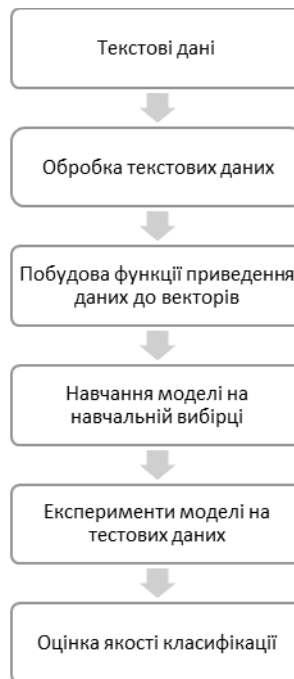 Текстові дані
Обробка текстових даних
Побудова функції приведення
даних до векторів
Навчання моделі на
навчальній вибірці
Експерименти моделі на
тестових даних
Оцінка якості класифікації